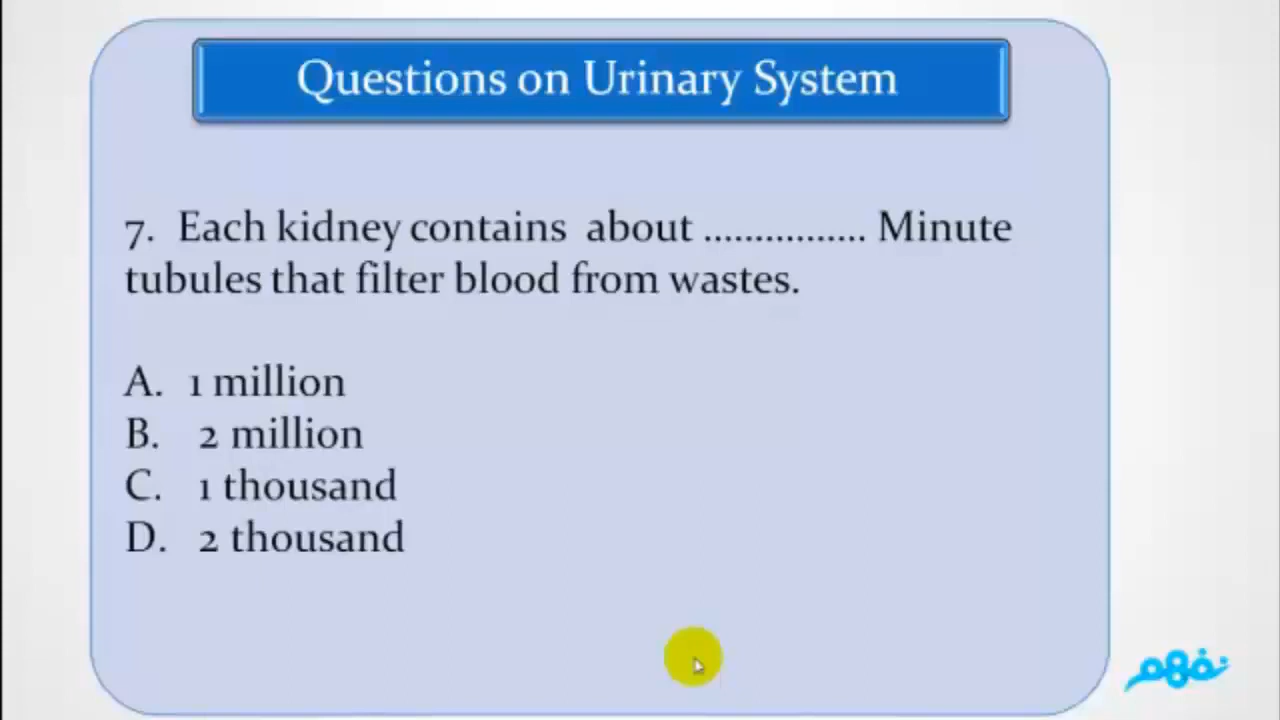 Questions on Urinary System
7. Each kidney contains about ................ Minute
tubules that filter blood from wastes.
A. 1 million
B. 2 million
C. 1 thousand
D. 2 thousand
نفهم